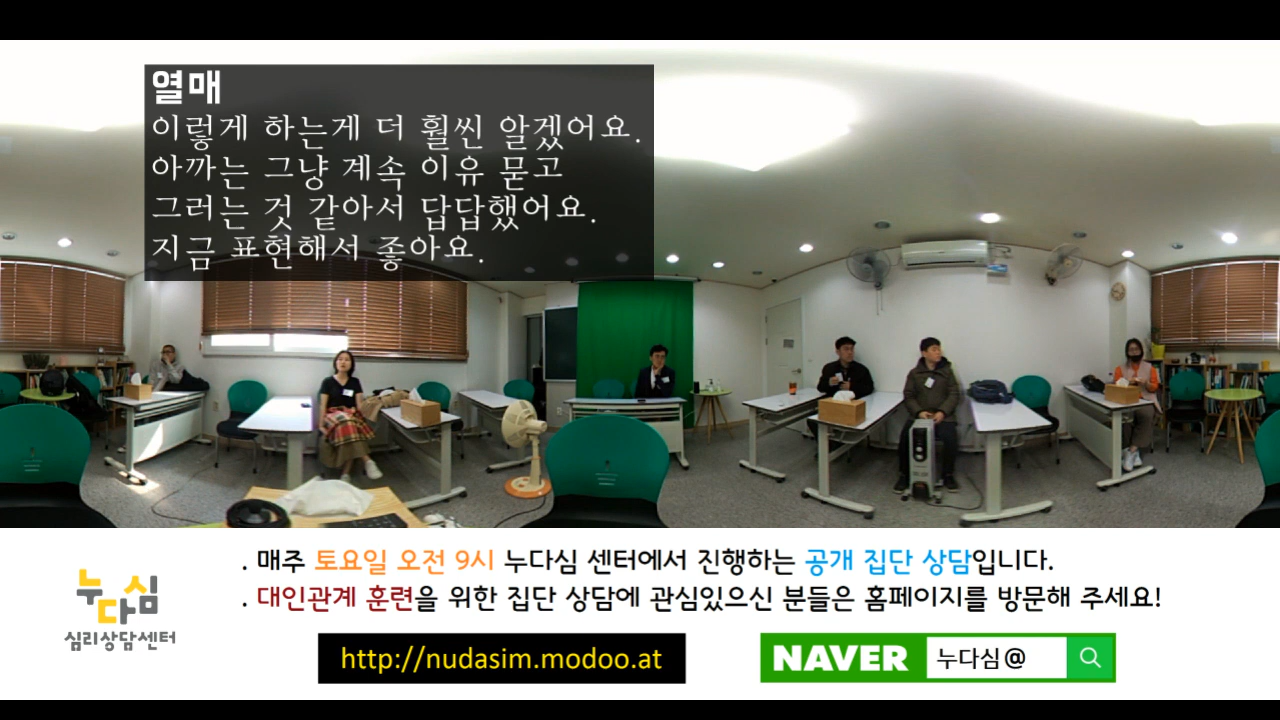 열매
이렇게 하는게 더 훨씬 알겠어요.
아까는 그냥 계속 이유 묻고
그러는 것 같아서 답답했어요.
지금 표현해서 좋아요.
. 매주 토요일 오전 9시 누다심 센터에서 진행하는 공개 집단 상담입니다.
. 대인관계 훈련을 위한 집단 상담에 관심있으신 분들은 홈페이지를 방문해 주세요!
누다심
심리상담센터
http://nudasim.modoo.at
NAVER 누다심@